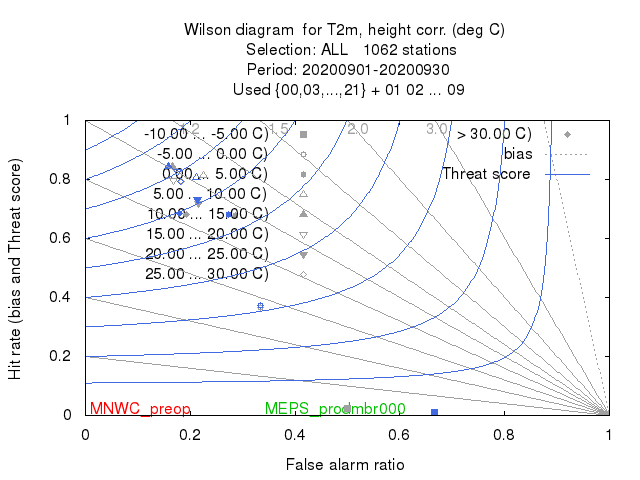 Wilson diagram  for T2m, height corr. (deg C)
Selection: ALL   1062 stations
Period: 20200901-20200930
Used {00,03,...,21} + 01 02 ... 09
Hit rate (bias and Threat score)
1
0.8
0.6
0.4
0.2
0
1.2 1.5 2.0 3.0
-10.00 ... -5.00 C)
-5.00 ... 0.00 C)
0.00 ... 5.00 C)
5.00 ... 10.00 C)
10.00 ... 15.00 C)
15.00 ... 20.00 C)
20.00 ... 25.00 C)
25.00 ... 30.00 C)
> 30.00 C)
bias
Threat score
MNWC_preop
0 0.2 0.4 0.6 0.8 1
False alarm ratio